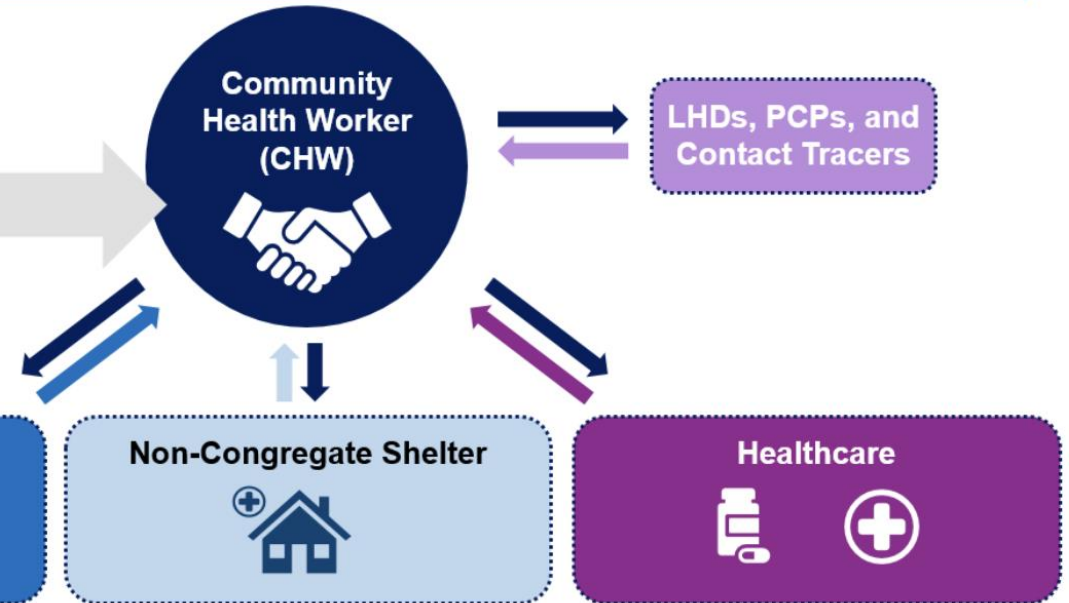 Community
Health Worker
(CHW)
LHDs, PCPs, and
Contact Tracers
Non-Congregate Shelter
Healthcare